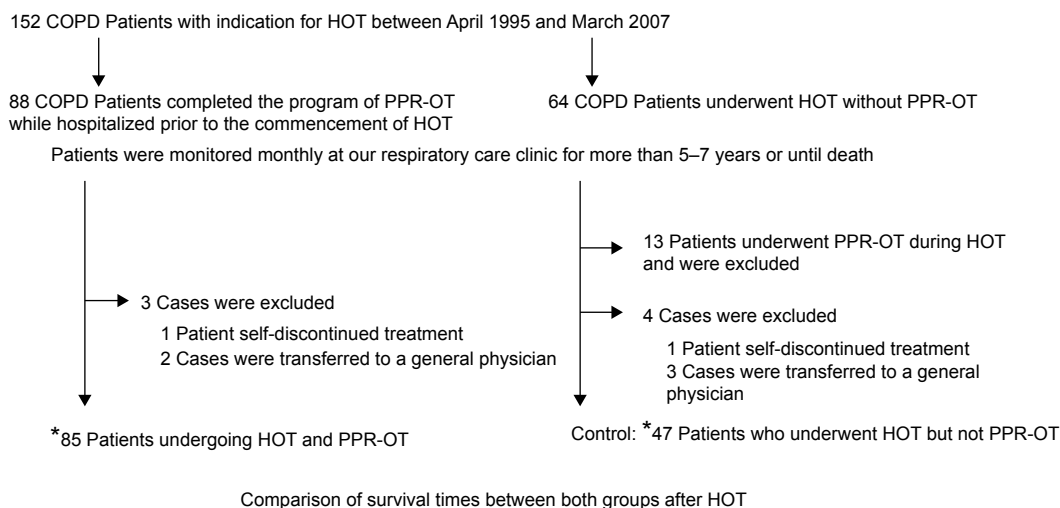 152 COPD Patients with indication for HOT between April 1995 and March 2007
88 COPD Patients completed the program of PPR-OT
while hospitalized prior to the commencement of HOT
64 COPD Patients underwent HOT without PPR-OT
Patients were monitored monthly at our respiratory care clinic for more than 5–7 years or until death
13 Patients underwent PPR-OT during HOT
and were excluded
3 Cases were excluded
1 Patient self-discontinued treatment
2 Cases were transferred to a general physician
4 Cases were excluded
1 Patient self-discontinued treatment
3 Cases were transferred to a general
physician
*85 Patients undergoing HOT and PPR-OT
Control: *47 Patients who underwent HOT but not PPR-OT
Comparison of survival times between both groups after HOT